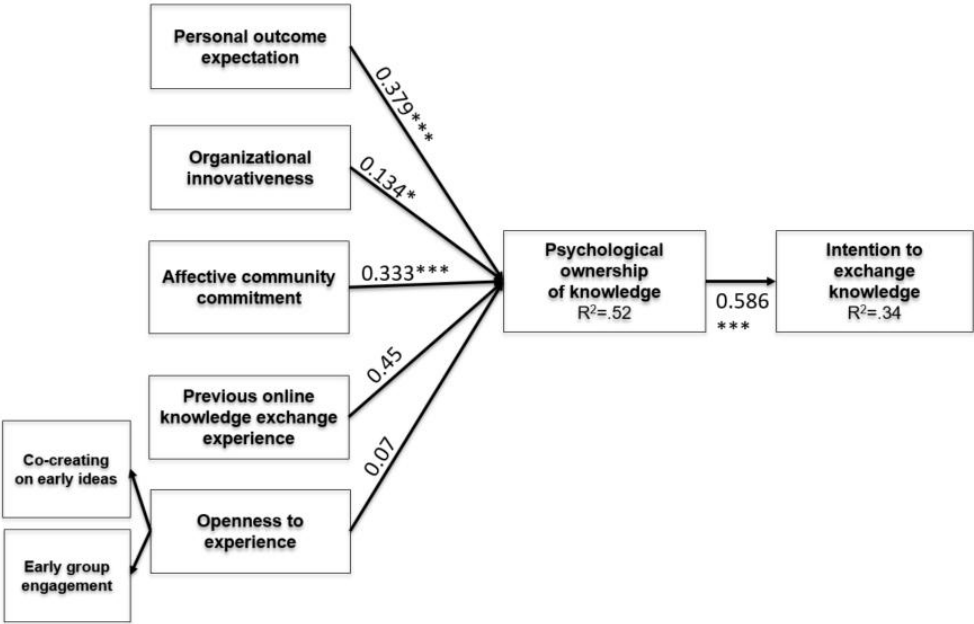 Personal outcome
expectation
0.379***
Organizational
innovativeness
0.134*
Affective community
commitment
0.333***
Psychological
ownership
of knowledge
R²=.52
0.586
***
Intention to
exchange
knowledge
R²=.34
Previous online
knowledge exchange
experience
0.45
Co-creating
on early ideas
Openness to
experience
0.07
Early group
engagement